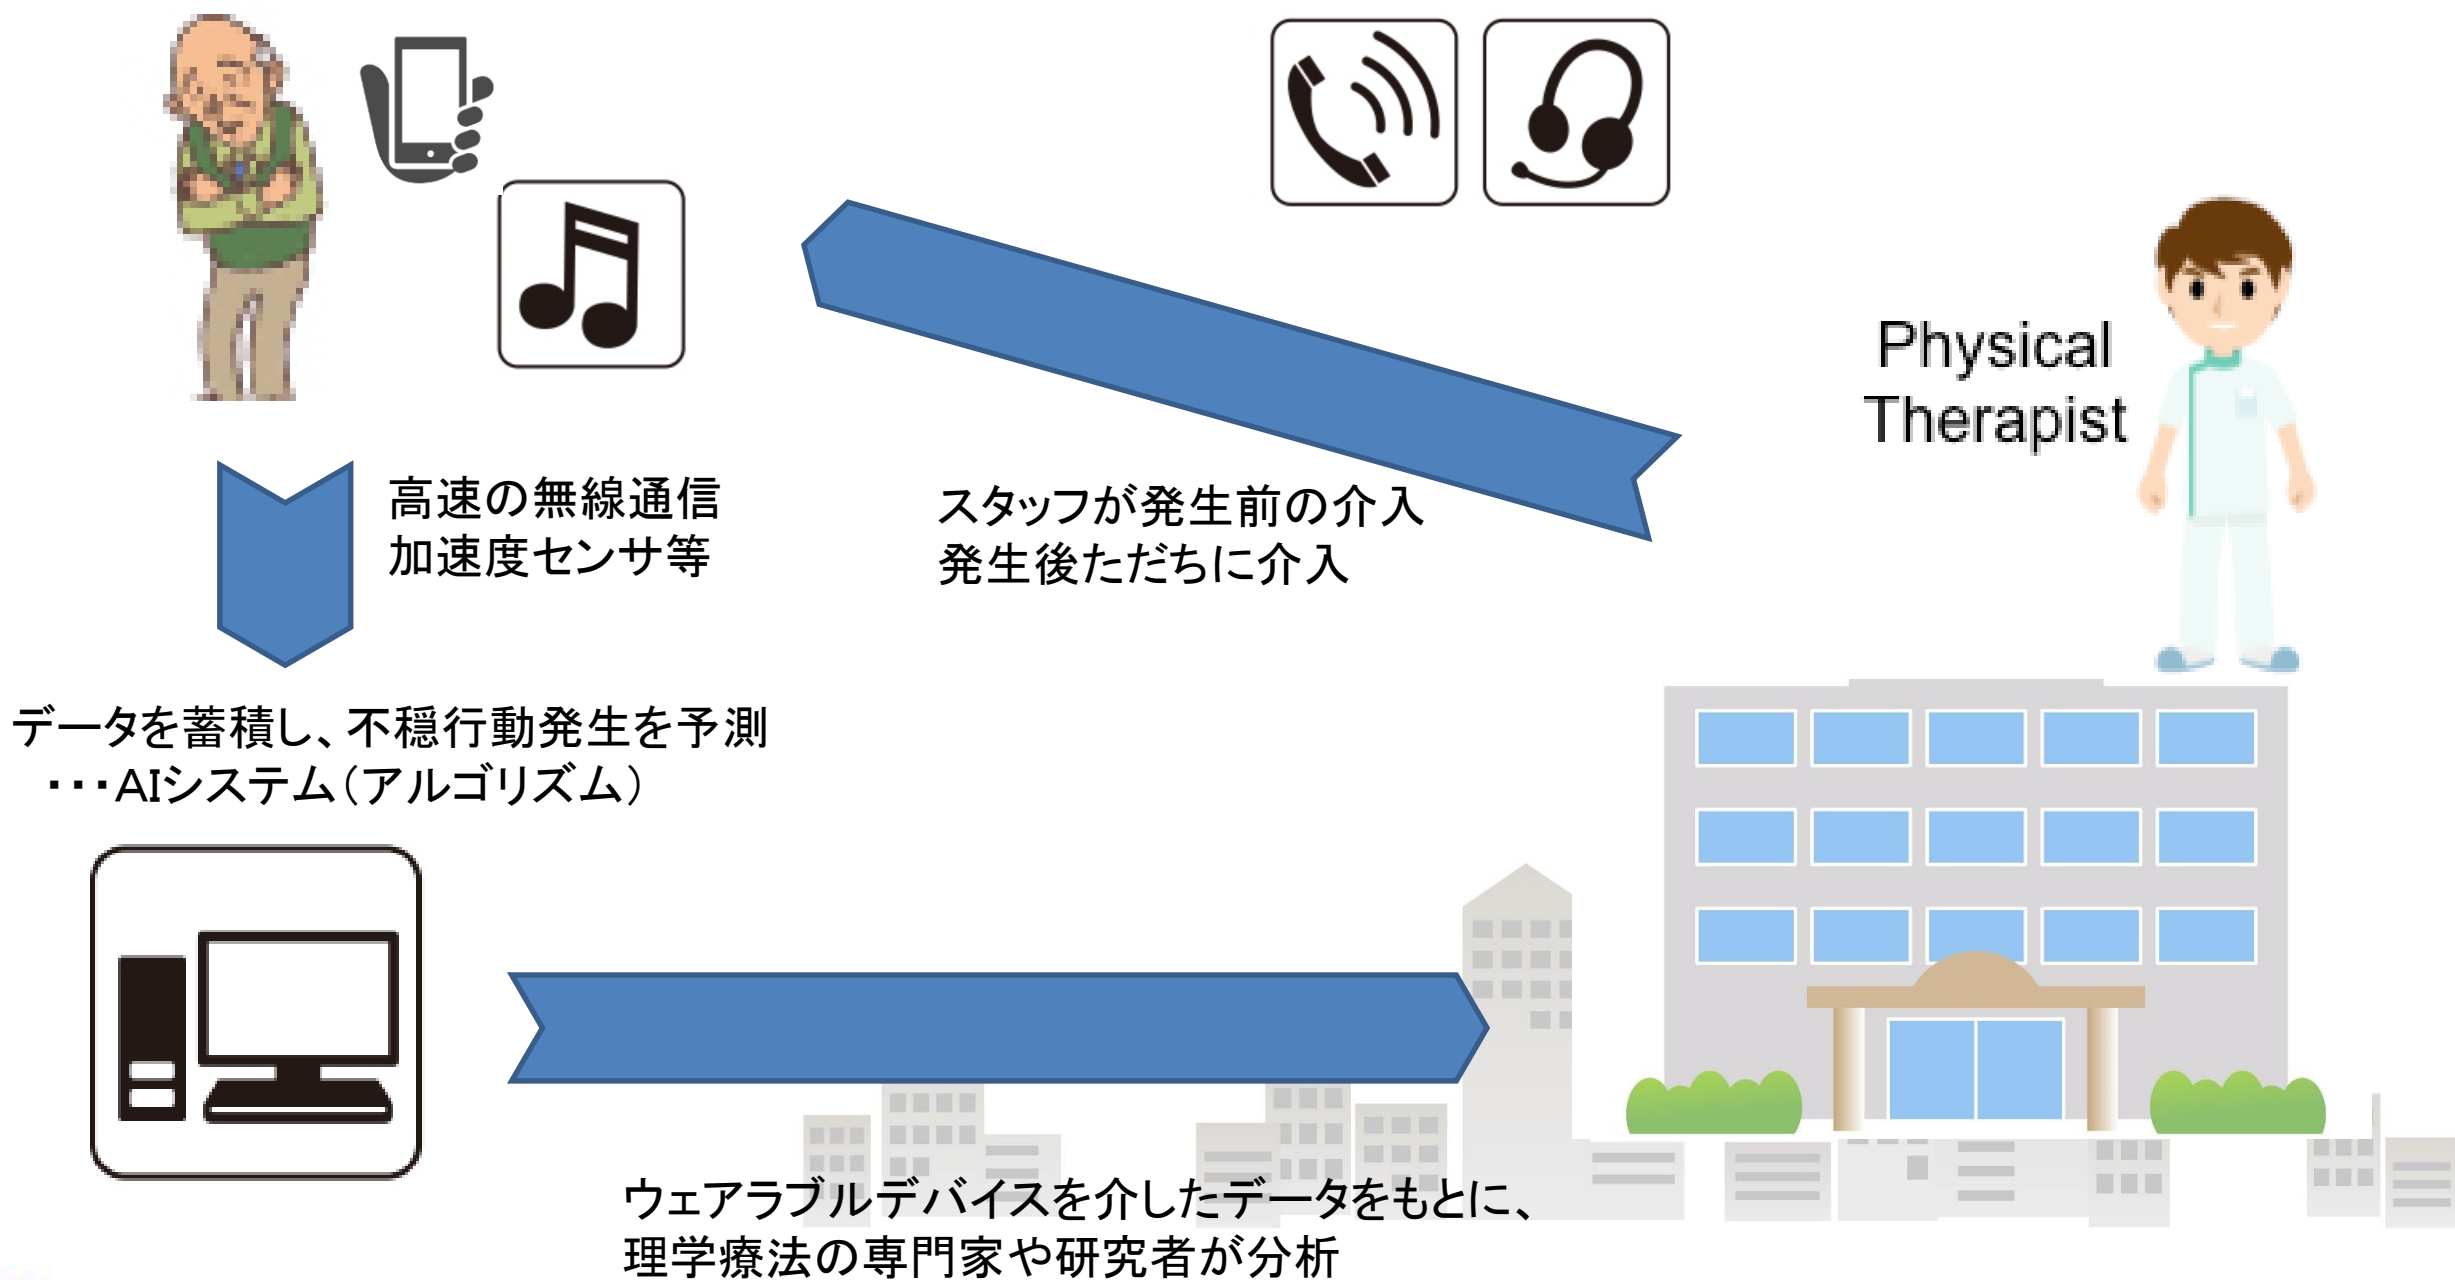 Physical
Therapist
高速の無線通信
加速度センサ等
スタッフが発生前の介入
発生後ただちに介入
データを蓄積し、不穏行動発生を予測
・・・AIシステム（アルゴリズム）
ウェアラブルデバイスを介したデータをもとに、
理学療法の専門家や研究者が分析